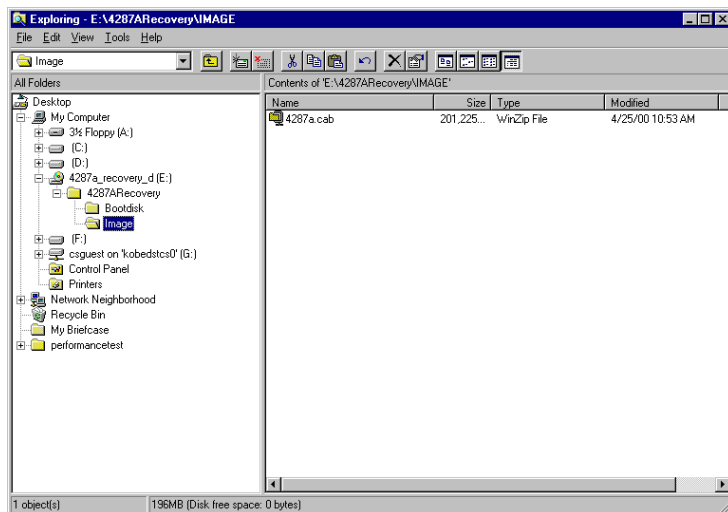 Exploring - E:\4287ARecovery\IMAGE
File Edit View Tools Help
Image
All Folders
Contents of 'E:\4287ARecovery\IMAGE'
Desktop
My Computer
3½ Floppy (A:)
(C:)
(D:)
4287a_recovery_d (E:)
4287ARecovery
Bootdisk
Image
(F:)
csguest on 'kobedstcs0' (G:)
Control Panel
Printers
Network Neighborhood
Recycle Bin
My Briefcase
performancetest
Name Size Type Modified
4287a.cab 201,225... WinZip File 4/25/00 10:53 AM
1 object(s) 196MB (Disk free space: 0 bytes)